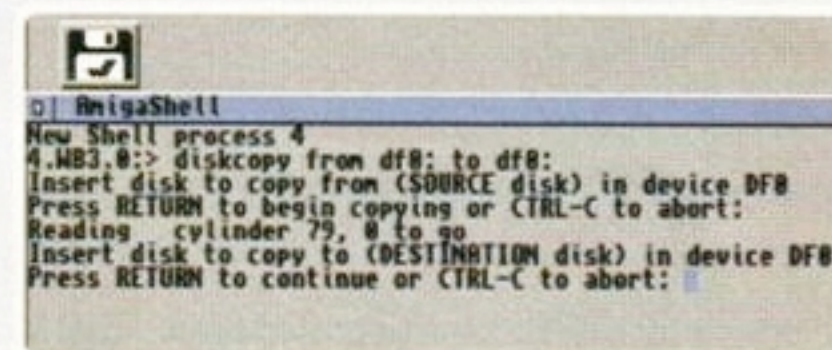 AmigaShell
New Shell process 4
4.WB3.0:> diskcopy from df0: to df0:
Insert disk to copy from (SOURCE disk) in device DF0
Press RETURN to begin copying or CTRL-C to abort:
Reading   cylinder 79, 0 to go
Insert disk to copy to (DESTINATION disk) in device DF0
Press RETURN to continue or CTRL-C to abort: